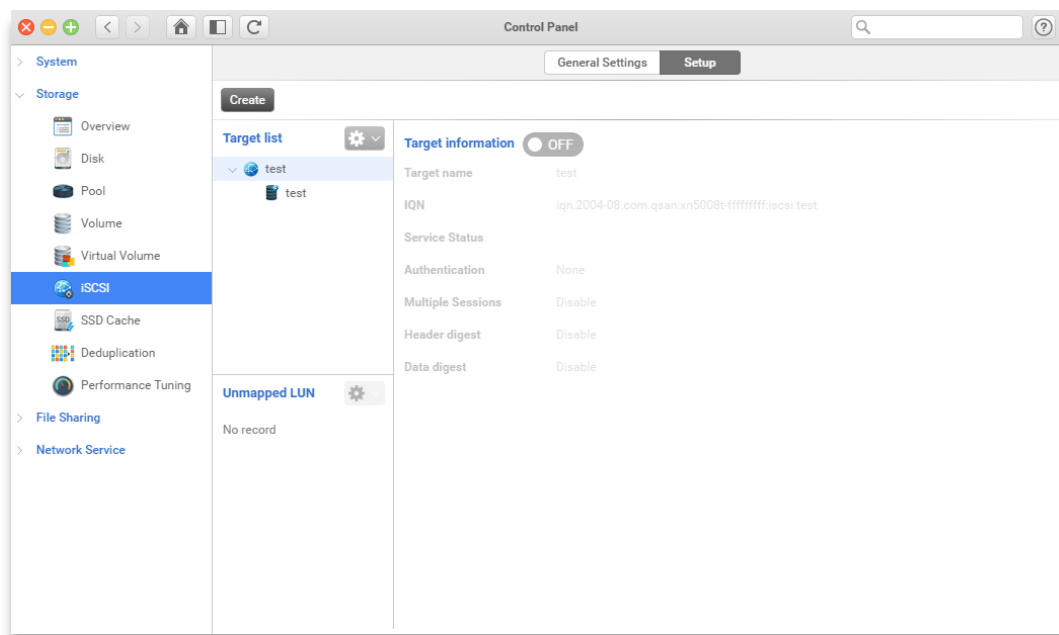 Control Panel
System
Storage
Overview
Disk
Pool
Volume
Virtual Volume
iSCSI
SSD
SSD Cache
Deduplication
Performance Tuning
File Sharing
Network Service
General Settings
Setup
Create
Target list
test
test
Unmapped LUN
No record
Target information OFF
Target name test
IQN iqn.2004-08.com.qsan:xn5008t-fffffffff:iscsi.test
Service Status
Authentication None
Multiple Sessions Disable
Header digest Disable
Data digest Disable